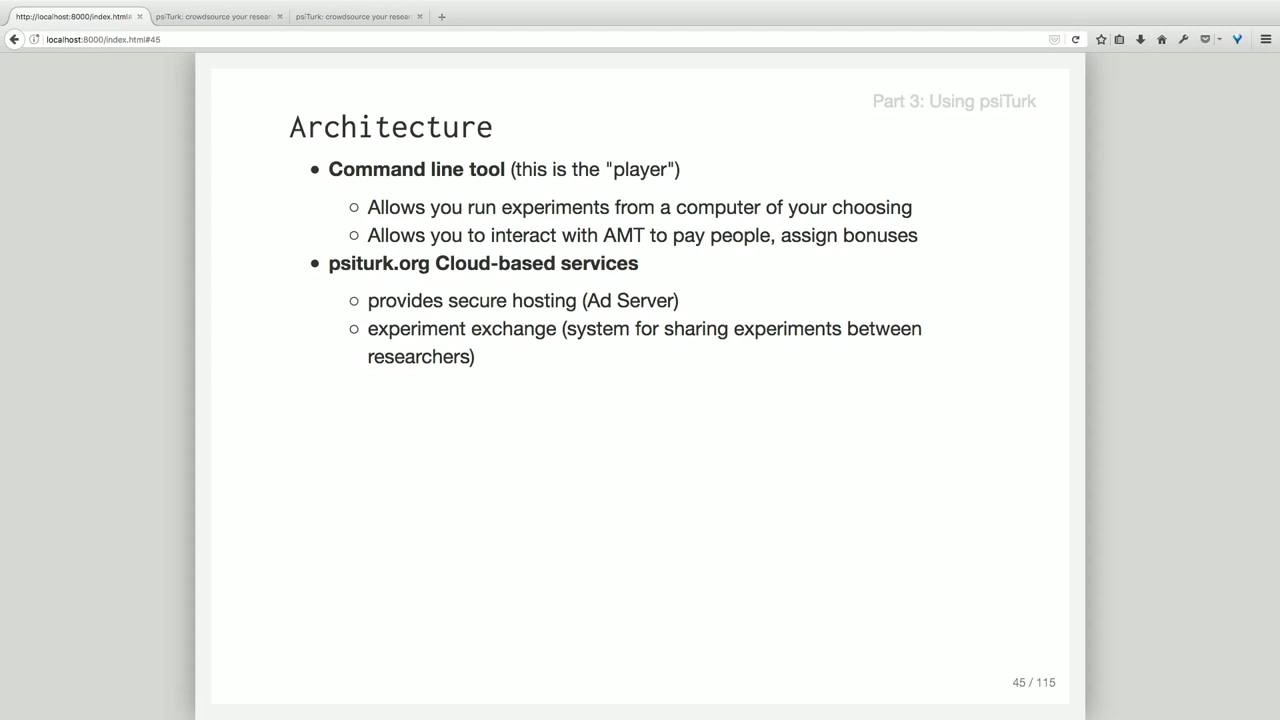 http://localhost:8000/index.html#
psiTurk: crowdsource your resear
psiTurk: crowdsource your resear
localhost:8000/index.html#45
Part 3: Using psiTurk
Architecture
• Command line tool (this is the "player")
○ Allows you run experiments from a computer of your choosing
○ Allows you to interact with AMT to pay people, assign bonuses
• psiturk.org Cloud-based services
○ provides secure hosting (Ad Server)
○ experiment exchange (system for sharing experiments between
researchers)
45 / 115